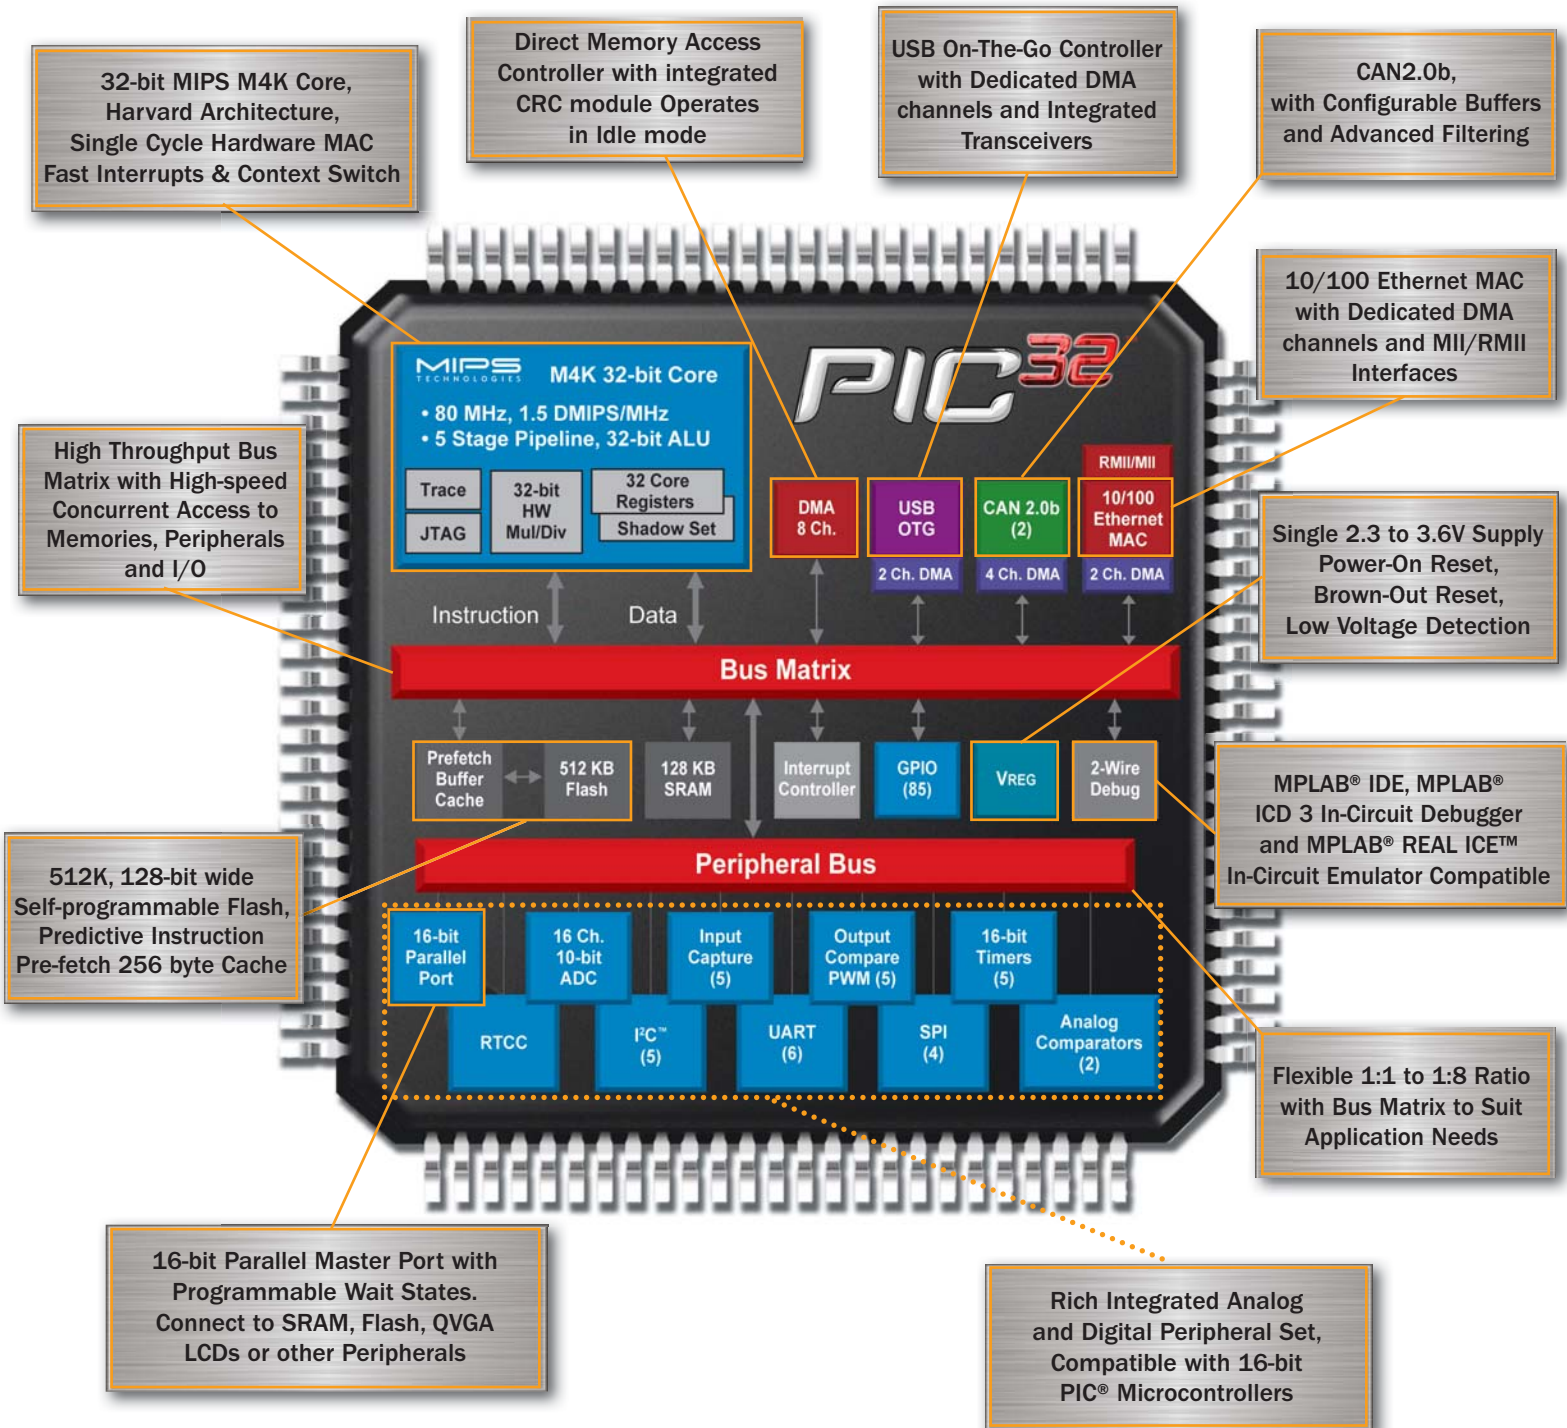 32-bit MIPS M4K Core,
Harvard Architecture,
Single Cycle Hardware MAC
Fast Interrupts & Context Switch
Direct Memory Access
Controller with integrated
CRC module Operates
in Idle mode
USB On-The-Go Controller
with Dedicated DMA
channels and Integrated
Transceivers
CAN2.0b,
with Configurable Buffers
and Advanced Filtering
10/100 Ethernet MAC
with Dedicated DMA
channels and MII/RMII
Interfaces
PIC32
MIPS
TECHNOLOGIES
M4K 32-bit Core
• 80 MHz, 1.5 DMIPS/MHz
• 5 Stage Pipeline, 32-bit ALU
Trace
JTAG
32-bit
HW
Mul/Div
32 Core
Registers
Shadow Set
DMA
8 Ch.
USB
OTG
2 Ch. DMA
CAN 2.0b
(2)
4 Ch. DMA
RMII/MII
10/100
Ethernet
MAC
2 Ch. DMA
High Throughput Bus
Matrix with High-speed
Concurrent Access to
Memories, Peripherals
and I/O
Single 2.3 to 3.6V Supply
Power-On Reset,
Brown-Out Reset,
Low Voltage Detection
Instruction
Data
Bus Matrix
Prefetch
Buffer
Cache
512 KB
Flash
128 KB
SRAM
Interrupt
Controller
GPIO
(85)
VREG
2-Wire
Debug
MPLAB® IDE, MPLAB®
ICD 3 In-Circuit Debugger
and MPLAB® REAL ICE™
In-Circuit Emulator Compatible
Peripheral Bus
512K, 128-bit wide
Self-programmable Flash,
Predictive Instruction
Pre-fetch 256 byte Cache
16-bit
Parallel
Port
16 Ch.
10-bit
ADC
Input
Capture
(5)
Output
Compare
PWM (5)
16-bit
Timers
(5)
RTCC
I²C™
(5)
UART
(6)
SPI
(4)
Analog
Comparators
(2)
Flexible 1:1 to 1:8 Ratio
with Bus Matrix to Suit
Application Needs
16-bit Parallel Master Port with
Programmable Wait States.
Connect to SRAM, Flash, QVGA
LCDs or other Peripherals
Rich Integrated Analog
and Digital Peripheral Set,
Compatible with 16-bit
PIC® Microcontrollers